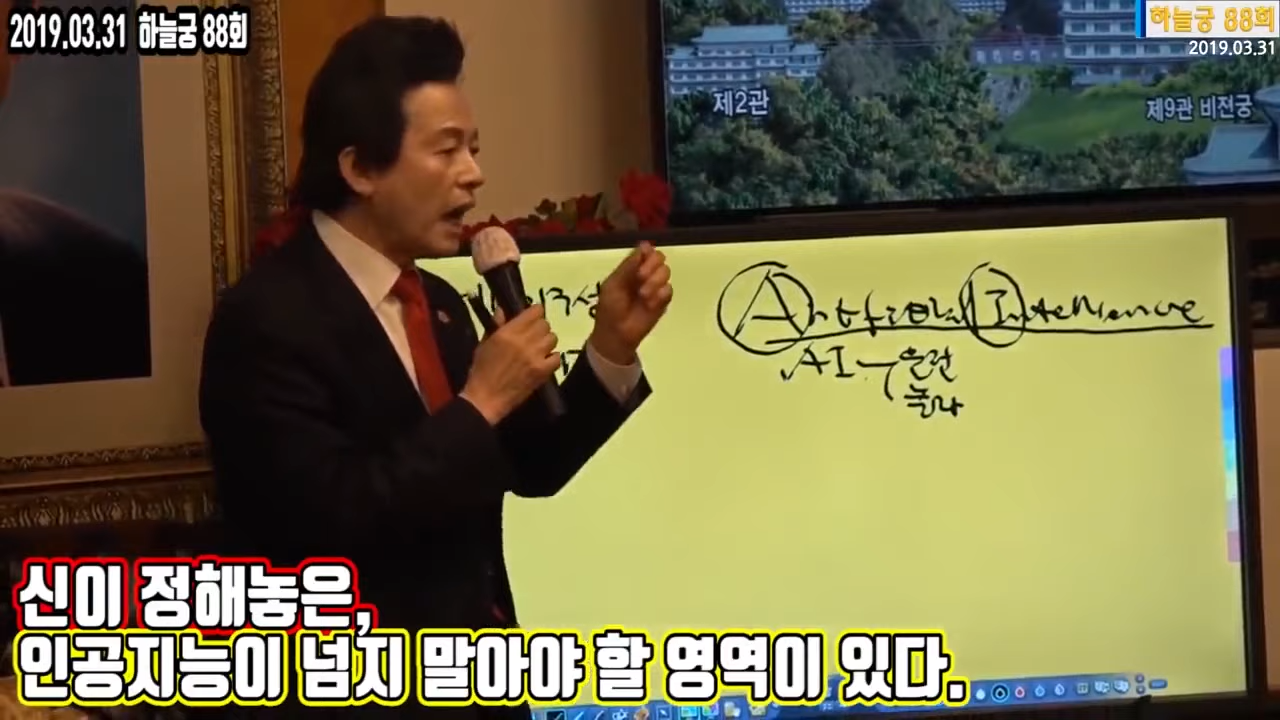 2019.03.31 하늘궁 88회
하늘궁 88회
2019.03.31
제2관
제9관 비젼궁
AI
신이 정해놓은,
인공지능이 넘지 말아야 할 영역이 있다.